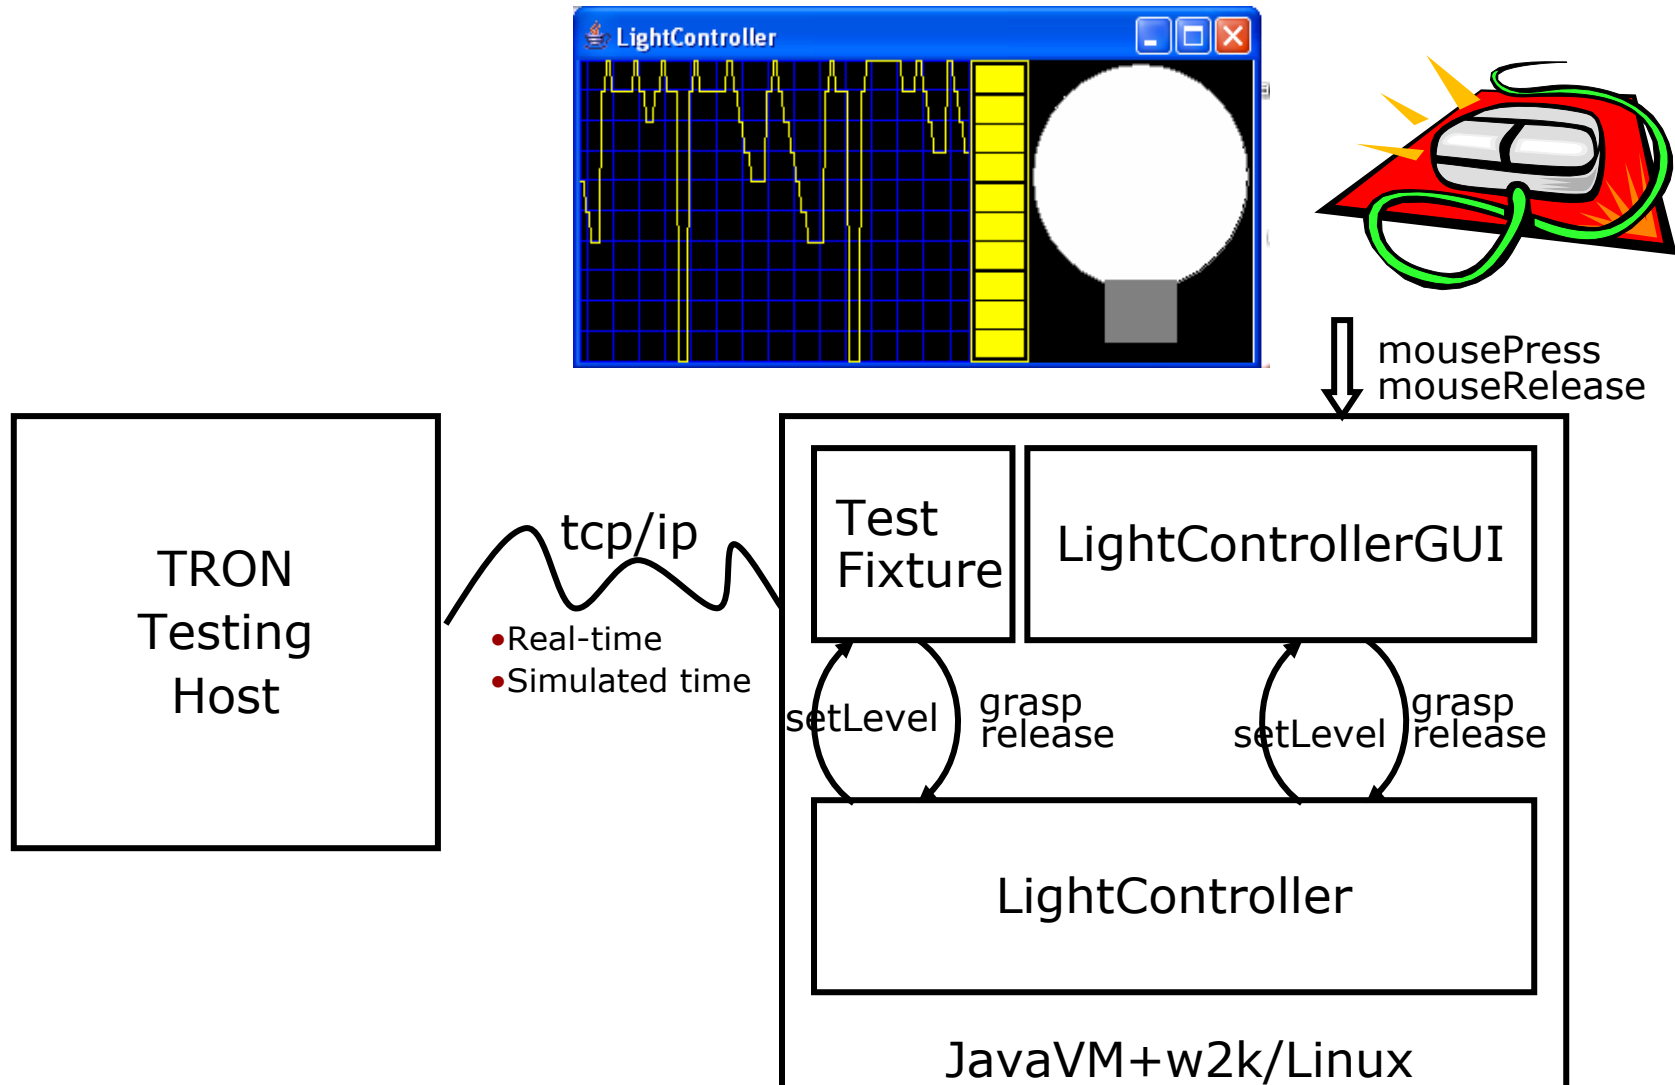 LightController
mousePress
mouseRelease
TRON
Testing
Host
tcp/ip
•Real-time
•Simulated time
Test
Fixture
LightControllerGUI
setLevel
grasp
release
setLevel
grasp
release
LightController
JavaVM+w2k/Linux